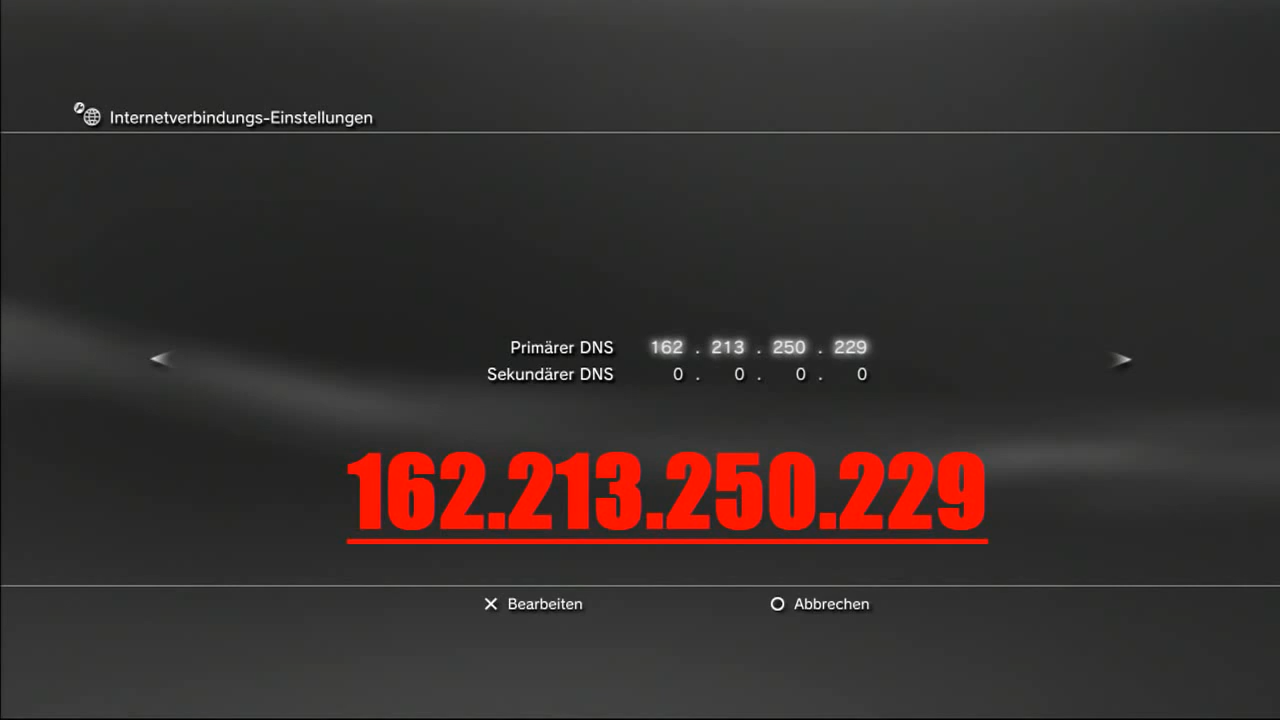 Internetverbindungs-Einstellungen
Primärer DNS 162 . 213 . 250 . 229
Sekundärer DNS 0 . 0 . 0 . 0
162.213.250.229
Bearbeiten Abbrechen